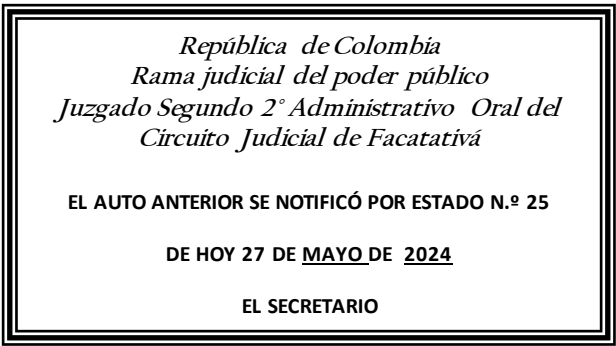 República de Colombia
Rama judicial del poder público
Juzgado Segundo 2° Administrativo Oral del
Circuito Judicial de Facatativá
EL AUTO ANTERIOR SE NOTIFICÓ POR ESTADO N.º 25
DE HOY 27 DE MAYO DE 2024
EL SECRETARIO